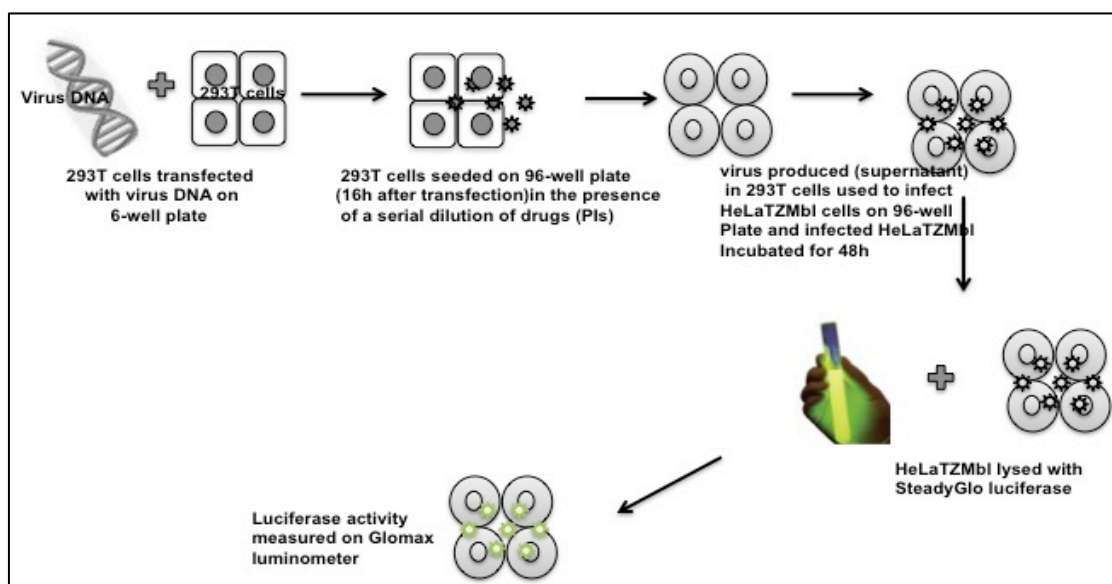 Virus DNA
293T cells
293T cells transfected
with virus DNA on
6-well plate
293T cells seeded on 96-well plate
(16h after transfection)in the presence
of a serial dilution of drugs (PIs)
virus produced (supernatant)
in 293T cells used to infect
HeLaTZMbl cells on 96-well
Plate and infected HeLaTZMbl
Incubated for 48h
HeLaTZMbl lysed with
SteadyGlo luciferase
Luciferase activity
measured on Glomax
luminometer